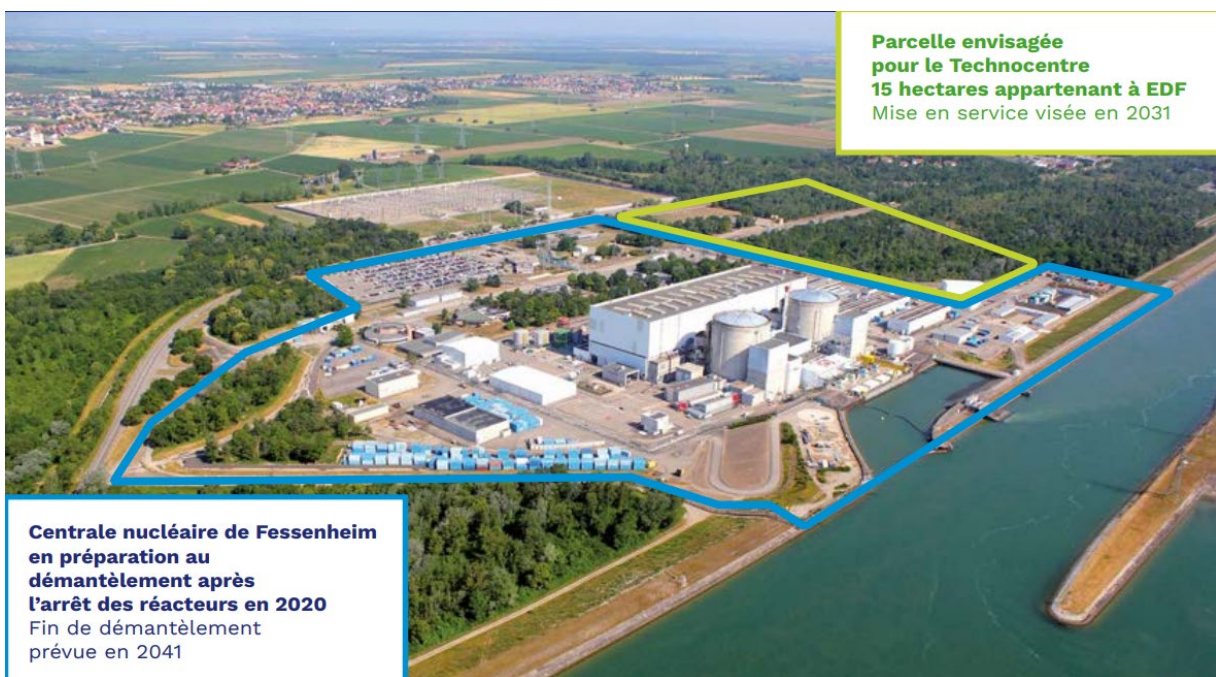 Parcelle envisagée
pour le Technocentre
15 hectares appartenant à EDF
Mise en service visée en 2031
Centrale nucléaire de Fessenheim
en préparation au
démantèlement après
l’arrêt des réacteurs en 2020
Fin de démantèlement
prévue en 2041